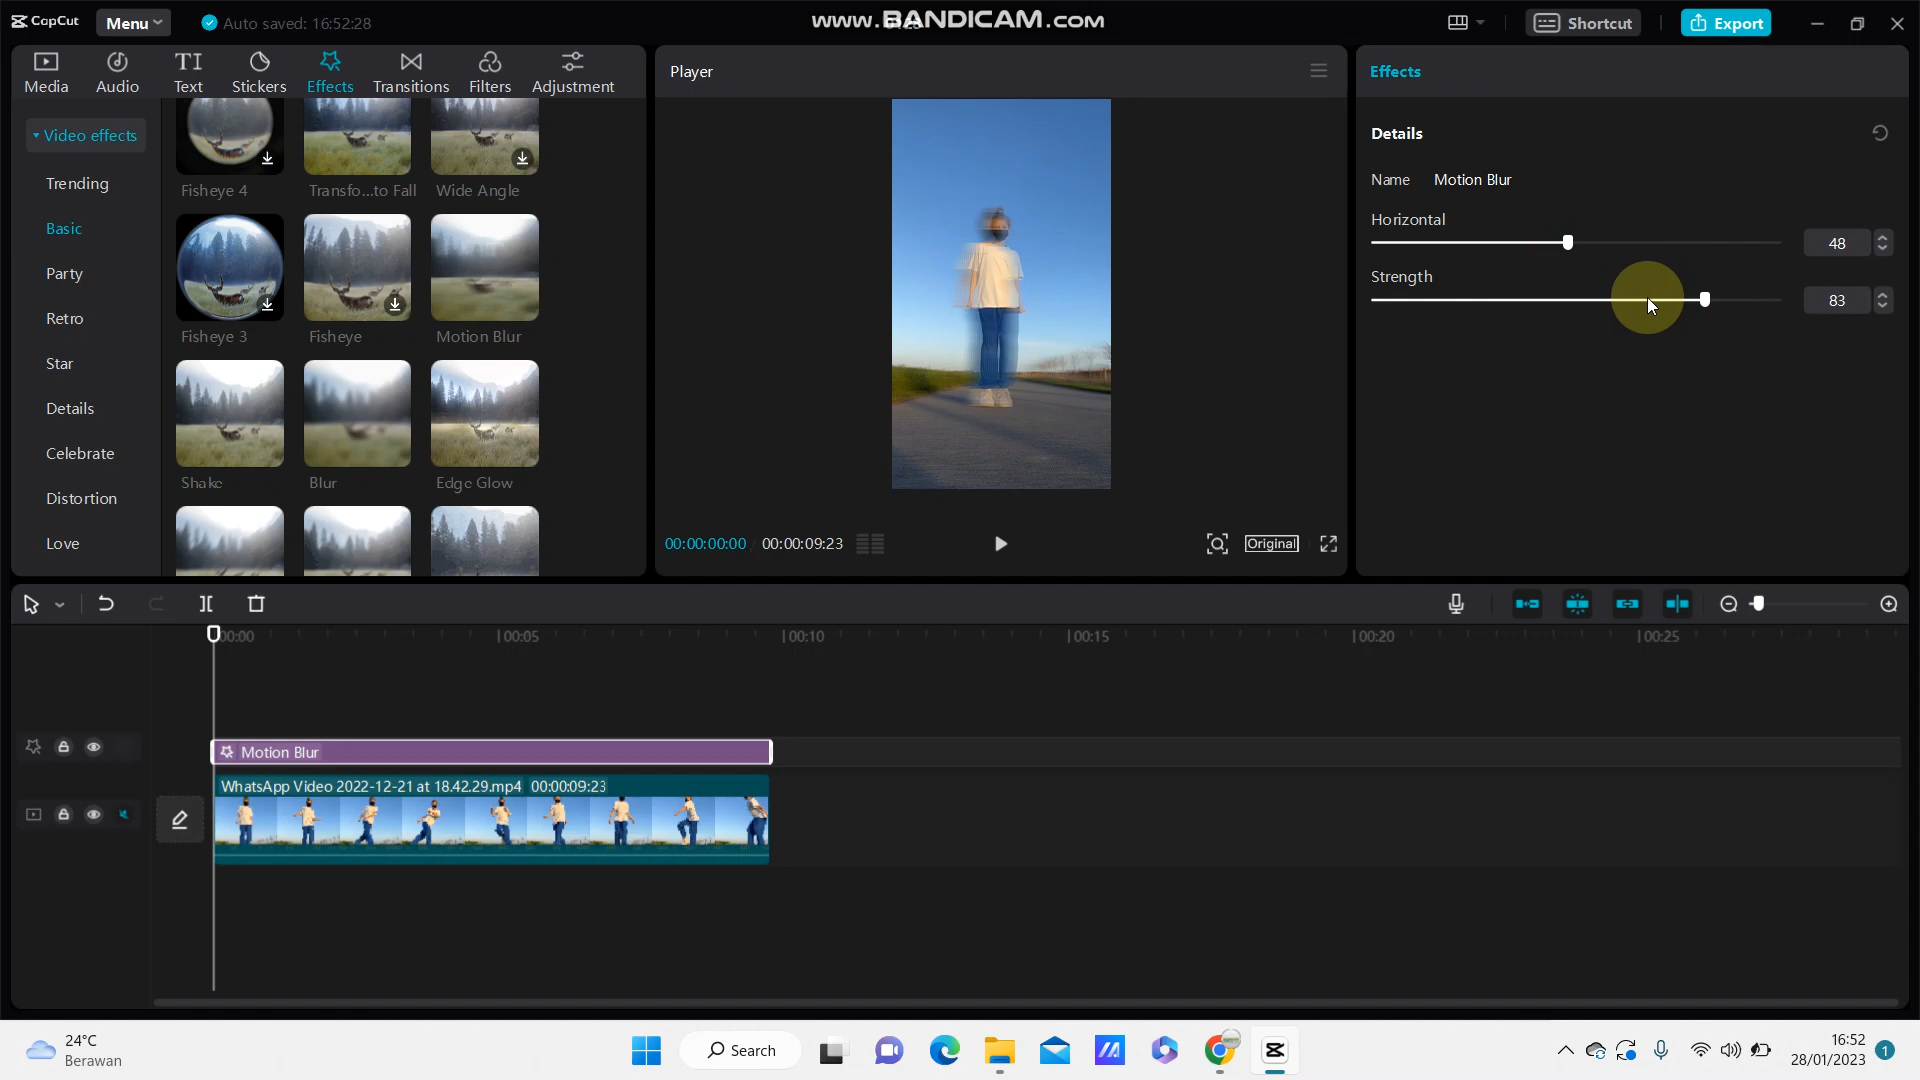 CapCut
Menu
Auto saved: 16:52:28
www.BANDICAM.com
Shortcut
Export
Media
Audio
Text
Stickers
Effects
Transitions
Filters
Adjustment
Video effects
Trending
Basic
Party
Retro
Star
Details
Celebrate
Distortion
Love
Fisheye 4
Transfo...to Fall
Wide Angle
Fisheye 3
Fisheye
Motion Blur
Shake
Blur
Edge Glow
Player
00:00:00:00
00:00:09:23
Original
Effects
Details
Name
Motion Blur
Horizontal
48
Strength
83
00:00
00:05
00:10
00:15
00:20
00:25
Motion Blur
WhatsApp Video 2022-12-21 at 18.42.29.mp4 00:00:09:23
24°C
Berawan
Search
16:52
28/01/2023
1